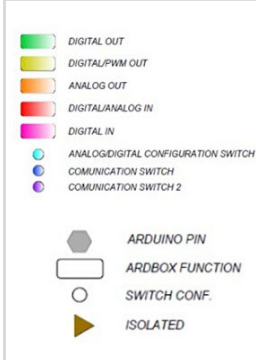 DIGITAL OUT
DIGITAL/PWM OUT
ANALOG OUT
DIGITAL/ANALOG IN
DIGITAL IN
ANALOG/DIGITAL CONFIGURATION SWITCH
COMUNICATION SWITCH
COMUNICATION SWITCH 2
ARDUINO PIN
ARDBOX FUNCTION
SWITCH CONF.
ISOLATED